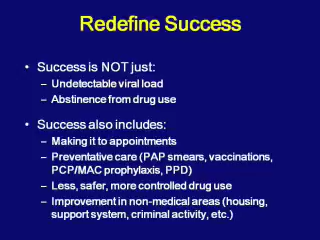 Redefine Success
• Success is NOT just:
– Undetectable viral load
– Abstinence from drug use
• Success also includes:
– Making it to appointments
– Preventative care (PAP smears, vaccinations,
PCP/MAC prophylaxis, PPD)
– Less, safer, more controlled drug use
– Improvement in non-medical areas (housing,
support system, criminal activity, etc.)